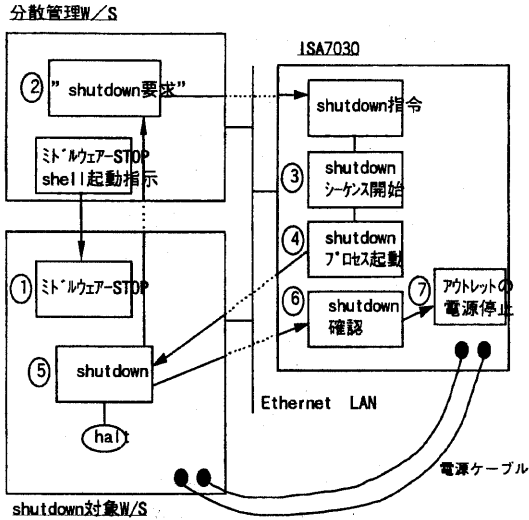 分散管理W/S
② ”shutdown要求”
ﾐﾄﾞﾙｳｪｱｰSTOP
shell起動指示
① ﾐﾄﾞﾙｳｪｱｰSTOP
⑤ shutdown
halt
shutdown対象W/S
ISA7030
shutdown指令
③ shutdown
ｼｰｹﾝｽ開始
④ shutdown
ﾌﾟﾛｾｽ起動
⑥ shutdown
確認
⑦ ｱｳﾄﾚｯﾄの
電源停止
Ethernet LAN
電源ケーブル